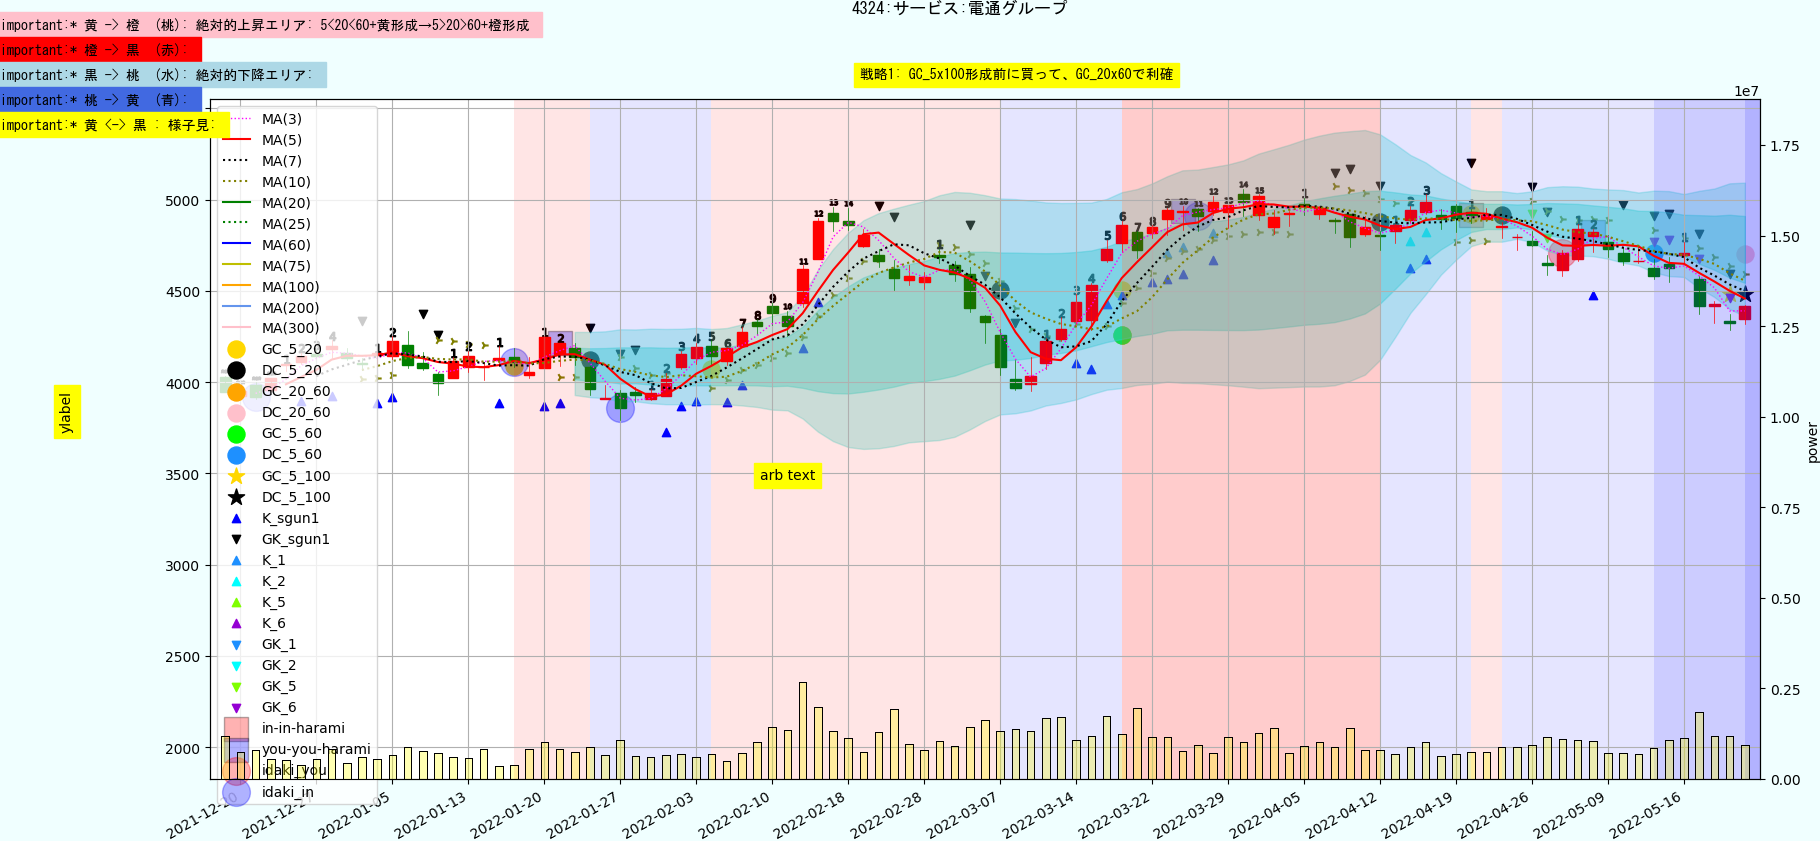 4324:サービス:電通グループ
important:* 黄 -> 橙 (桃): 絶対的上昇エリア: 5<20<60+黄形成→5>20>60+橙形成
important:* 橙 -> 黒 (赤):
important:* 黒 -> 桃 (水): 絶対的下降エリア:
戦略1: GC_5x100形成前に買って、GC_20x60で利確
important:* 桃 -> 黄 (青):
important:* 黄 <-> 黒 : 様子見:
1e7
MA(3)
MA(5)
MA(7)
MA(10)
MA(20)
MA(25)
MA(60)
MA(75)
MA(100)
MA(200)
MA(300)
GC_5_20
DC_5_20
GC_20_60
DC_20_60
GC_5_60
DC_5_60
GC_5_100
DC_5_100
K_sgun1
GK_sgun1
K_1
K_2
K_5
K_6
GK_1
GK_2
GK_5
GK_6
in-in-harami
you-you-harami
idaki_you
idaki_in
arb text
ylabel
power
5000
4500
4000
3500
3000
2500
2000
1.75
1.50
1.25
1.00
0.75
0.50
0.25
0.00
2022-01-05
2022-01-13
2022-01-20
2022-01-27
2022-02-03
2022-02-10
2022-02-18
2022-02-28
2022-03-07
2022-03-14
2022-03-22
2022-03-29
2022-04-05
2022-04-12
2022-04-19
2022-04-26
2022-05-09
2022-05-16